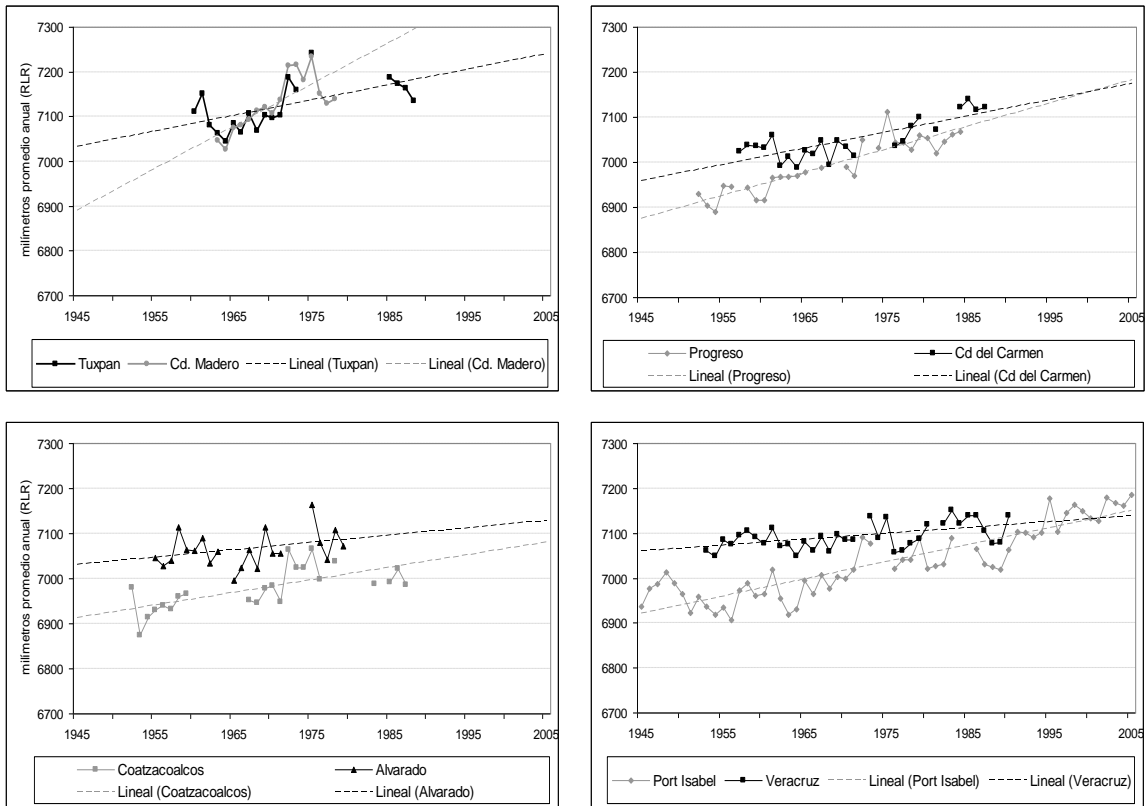 7300
7200
7100
7000
6900
6800
6700
milímetros promedio anual (RLR)
1945 1955 1965 1975 1985 1995 2005
Tuxpan Cd. Madero Lineal (Tuxpan) Lineal (Cd. Madero)
7300
7200
7100
7000
6900
6800
6700
1945 1955 1965 1975 1985 1995 2005
Progreso Cd del Carmen
Lineal (Progreso) Lineal (Cd del Carmen)
7300
7200
7100
7000
6900
6800
6700
milímetros promedio anual (RLR)
1945 1955 1965 1975 1985 1995 2005
Coatzacoalcos Alvarado
Lineal (Coatzacoalcos) Lineal (Alvarado)
7300
7200
7100
7000
6900
6800
6700
1945 1955 1965 1975 1985 1995 2005
Port Isabel Veracruz Lineal (Port Isabel) Lineal (Veracruz)